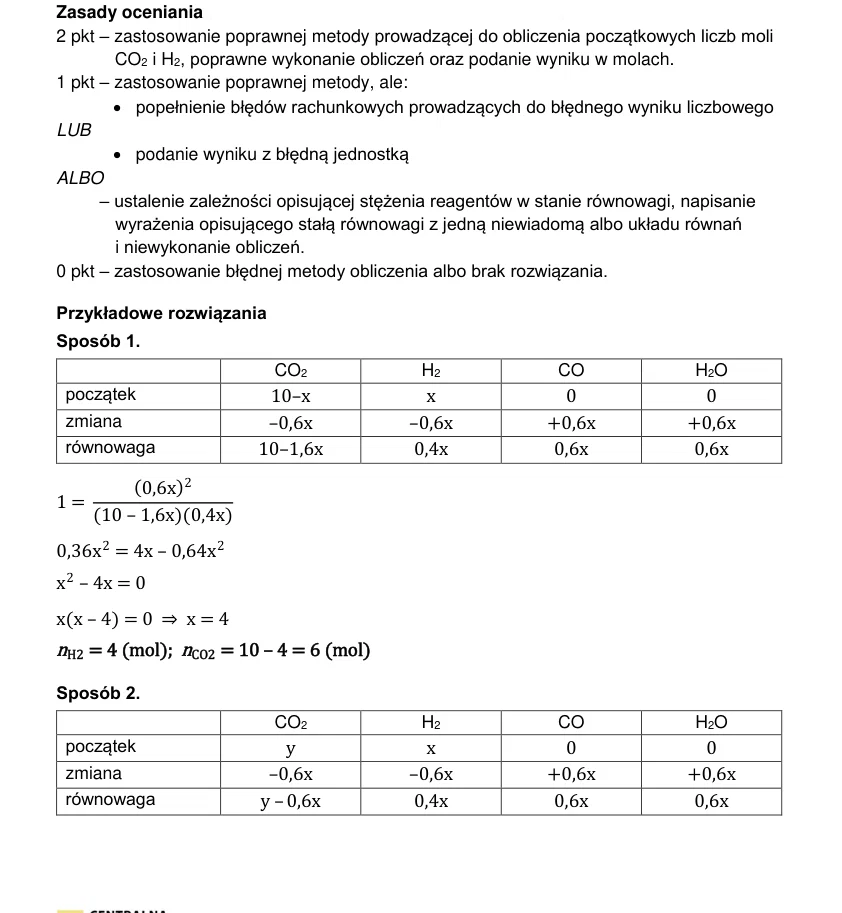 Zasady oceniania
2 pkt – zastosowanie poprawnej metody prowadzącej do obliczenia początkowych liczb moli
CO₂ i H₂, poprawne wykonanie obliczeń oraz podanie wyniku w molach.
1 pkt – zastosowanie poprawnej metody, ale:
• popełnienie błędów rachunkowych prowadzących do błędnego wyniku liczbowego
LUB
• podanie wyniku z błędną jednostką
ALBO
– ustalenie zależności opisującej stężenia reagentów w stanie równowagi, napisanie
wyrażenia opisującego stałą równowagi z jedną niewiadomą albo układu równań
i niewykonanie obliczeń.
0 pkt – zastosowanie błędnej metody obliczenia albo brak rozwiązania.
Przykładowe rozwiązania
Sposób 1.
CO₂ H₂ CO H₂O
początek 10–x x 0 0
zmiana –0,6x –0,6x +0,6x +0,6x
równowaga 10–1,6x 0,4x 0,6x 0,6x
1 = (0,6x)² / (10 – 1,6x)(0,4x)
0,36x² = 4x – 0,64x²
x² – 4x = 0
x(x – 4) = 0 ⇒ x = 4
nH2 = 4 (mol); nCO2 = 10 – 4 = 6 (mol)
Sposób 2.
CO₂ H₂ CO H₂O
początek y x 0 0
zmiana –0,6x –0,6x +0,6x +0,6x
równowaga y – 0,6x 0,4x 0,6x 0,6x
CENTRALNA